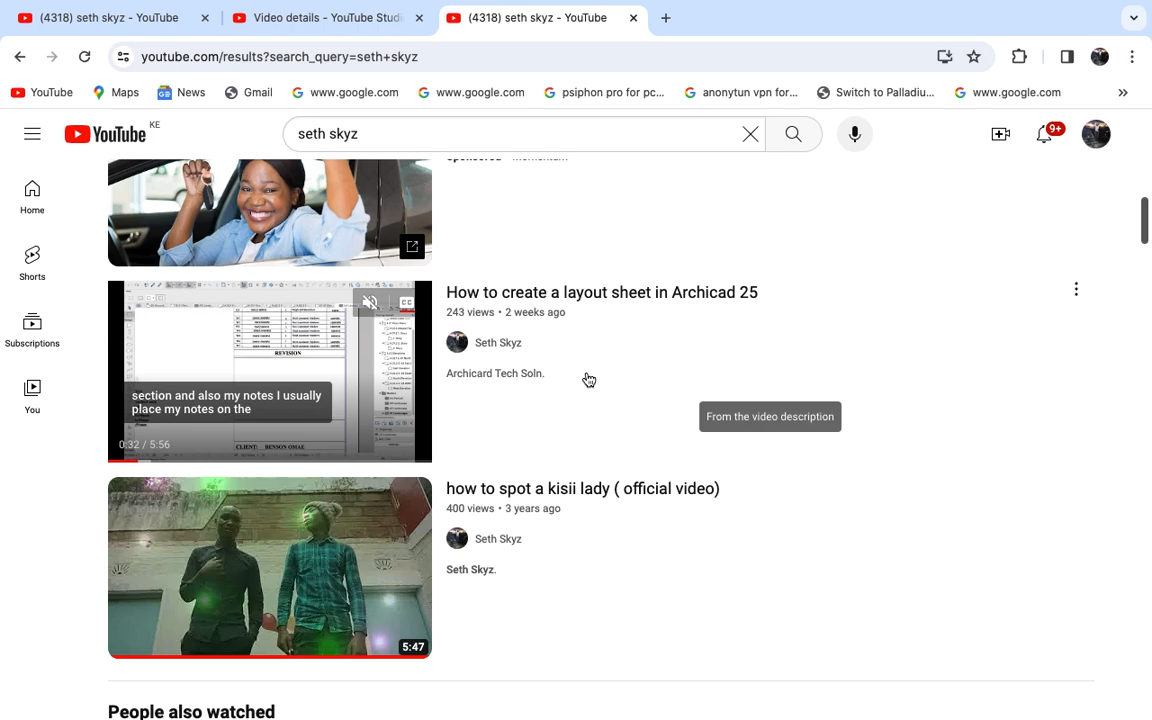 (4318) seth skyz - YouTube
Video details - YouTube Studi
(4318) seth skyz - YouTube
youtube.com/results?search_query=seth+skyz
YouTube
Maps
News
Gmail
www.google.com
www.google.com
psiphon pro for pc...
anonytun vpn for...
Switch to Palladiu...
www.google.com
YouTube KE
seth skyz
9+
Home
Shorts
Subscriptions
You
How to create a layout sheet in Archicad 25
243 views • 2 weeks ago
Seth Skyz
Archicard Tech Soln.
From the video description
REVISION
section and also my notes I usually
place my notes on the
0:32 / 5:56
CLIENT: BENSON OMAE
CC
how to spot a kisii lady ( official video)
400 views • 3 years ago
Seth Skyz
Seth Skyz.
5:47
People also watched